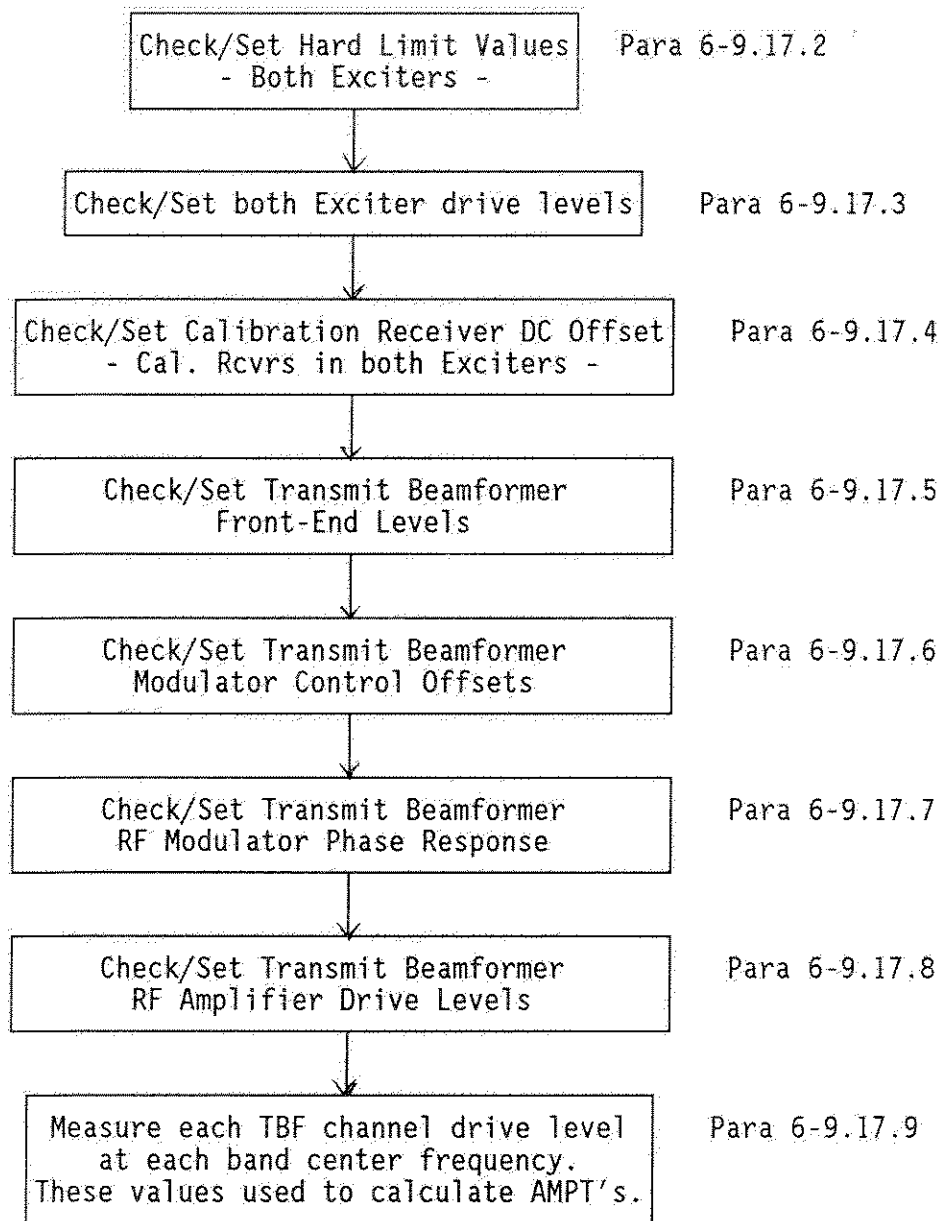 Check/Set Hard Limit Values Para 6-9.17.2
- Both Exciters -
Check/Set both Exciter drive levels Para 6-9.17.3
Check/Set Calibration Receiver DC Offset Para 6-9.17.4
- Cal. Rcvrs in both Exciters -
Check/Set Transmit Beamformer Para 6-9.17.5
Front-End Levels
Check/Set Transmit Beamformer Para 6-9.17.6
Modulator Control Offsets
Check/Set Transmit Beamformer Para 6-9.17.7
RF Modulator Phase Response
Check/Set Transmit Beamformer Para 6-9.17.8
RF Amplifier Drive Levels
Measure each TBF channel drive level Para 6-9.17.9
at each band center frequency.
These values used to calculate AMPT's.